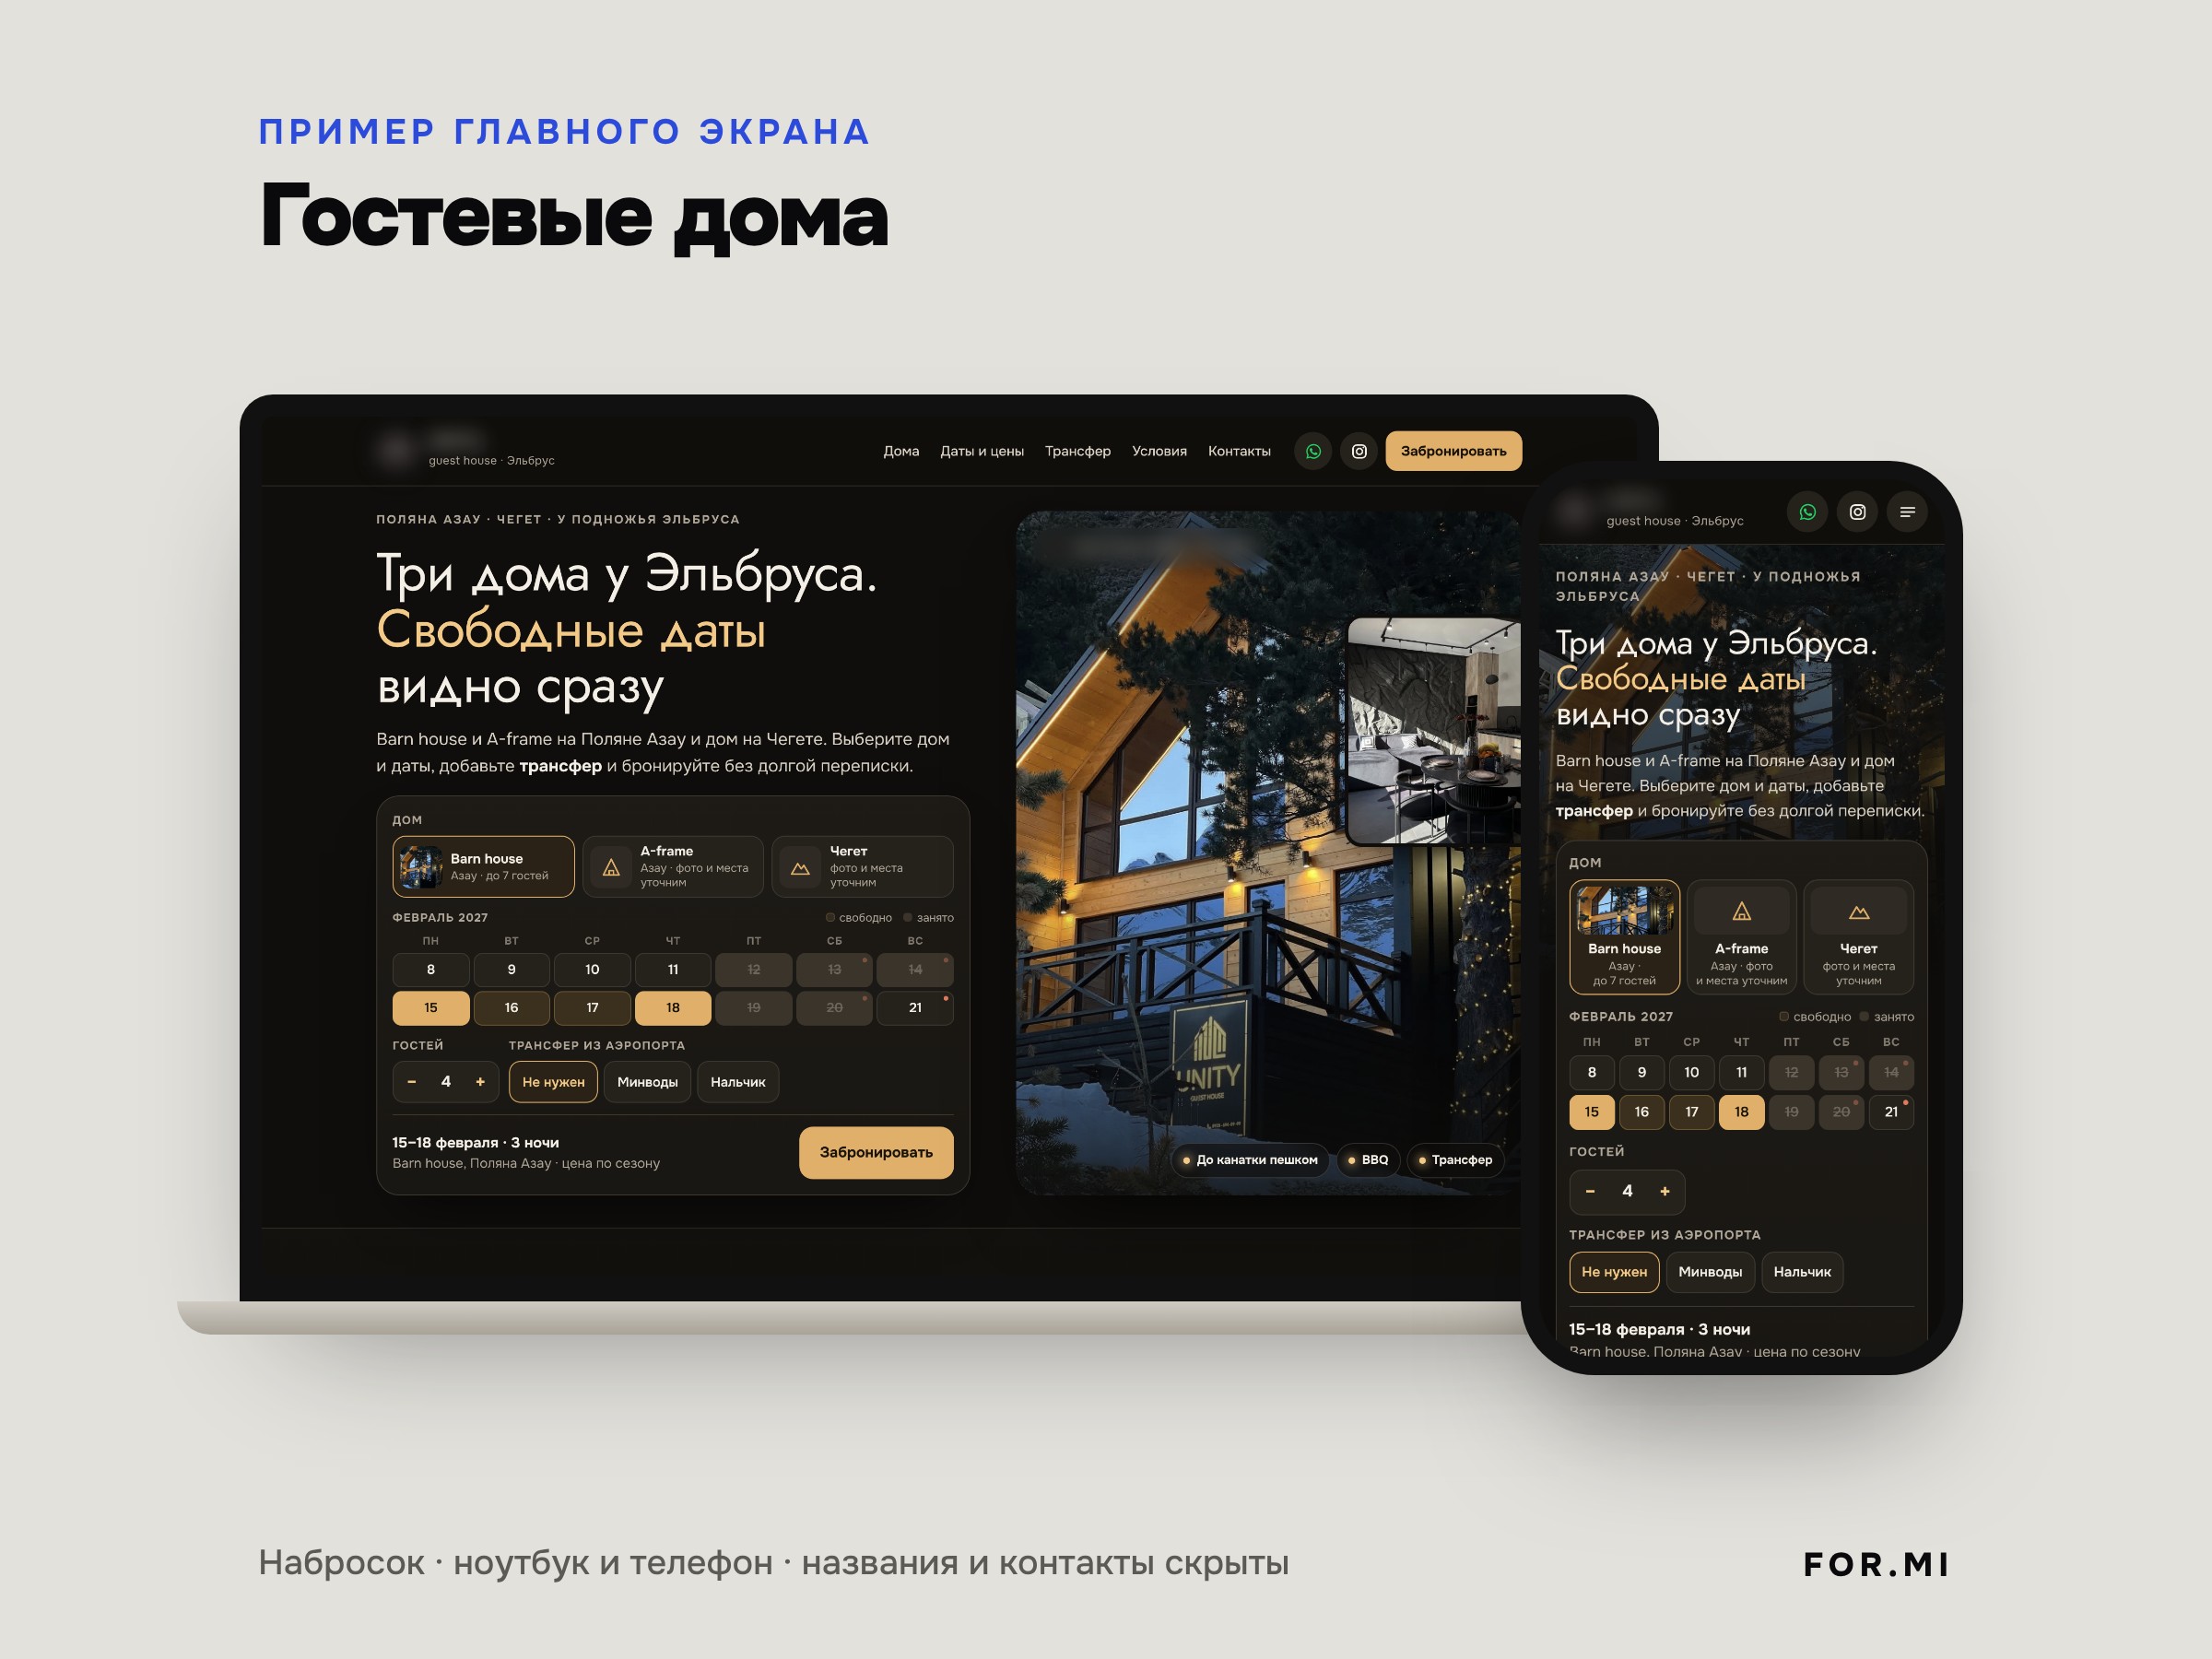 ПРИМЕР ГЛАВНОГО ЭКРАНА
Гостевые дома
guest house · Эльбрус
Дома
Даты и цены
Трансфер
Условия
Контакты
Забронировать
ПОЛЯНА АЗАУ · ЧЕГЕТ · У ПОДНОЖЬЯ ЭЛЬБРУСА
Три дома у Эльбруса.
Свободные даты
видно сразу
Barn house и A-frame на Поляне Азау и дом на Чегете. Выберите дом
и даты, добавьте трансфер и бронируйте без долгой переписки.
ДОМ
Barn house
Азау · до 7 гостей
A-frame
Азау · фото и места
уточним
Чегет
фото и места
уточним
ФЕВРАЛЬ 2027
свободно
занято
ПН ВТ СР ЧТ ПТ СБ ВС
8 9 10 11 12 13 14
15 16 17 18 19 20 21
ГОСТЕЙ
− 4 +
ТРАНСФЕР ИЗ АЭРОПОРТА
Не нужен
Минводы
Нальчик
15–18 февраля · 3 ночи
Barn house, Поляна Азау · цена по сезону
Забронировать
UNITY
GUEST HOUSE
До канатки пешком
BBQ
Трансфер
guest house · Эльбрус
ПОЛЯНА АЗАУ · ЧЕГЕТ · У ПОДНОЖЬЯ
ЭЛЬБРУСА
Три дома у Эльбруса.
Свободные даты
видно сразу
Barn house и A-frame на Поляне Азау и дом
на Чегете. Выберите дом и даты, добавьте
трансфер и бронируйте без долгой переписки.
ДОМ
Barn house
Азау ·
до 7 гостей
A-frame
Азау · фото
и места уточним
Чегет
фото и места
уточним
ФЕВРАЛЬ 2027
свободно
занято
ПН ВТ СР ЧТ ПТ СБ ВС
8 9 10 11 12 13 14
15 16 17 18 19 20 21
ГОСТЕЙ
− 4 +
ТРАНСФЕР ИЗ АЭРОПОРТА
Не нужен
Минводы
Нальчик
15–18 февраля · 3 ночи
Barn house, Поляна Азау · цена по сезону
Набросок · ноутбук и телефон · названия и контакты скрыты
FOR.MI